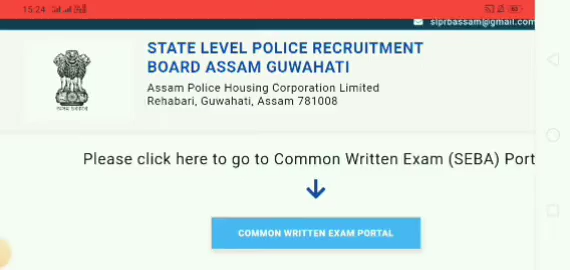 15:24
slprbassam@gmail.com
STATE LEVEL POLICE RECRUITMENT
BOARD ASSAM GUWAHATI
Assam Police Housing Corporation Limited
Rehabari, Guwahati, Assam 781008
Please click here to go to Common Written Exam (SEBA) Port
COMMON WRITTEN EXAM PORTAL